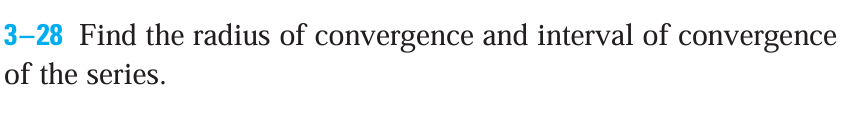 3–28 Find the radius of convergence and interval of convergence
of the series.